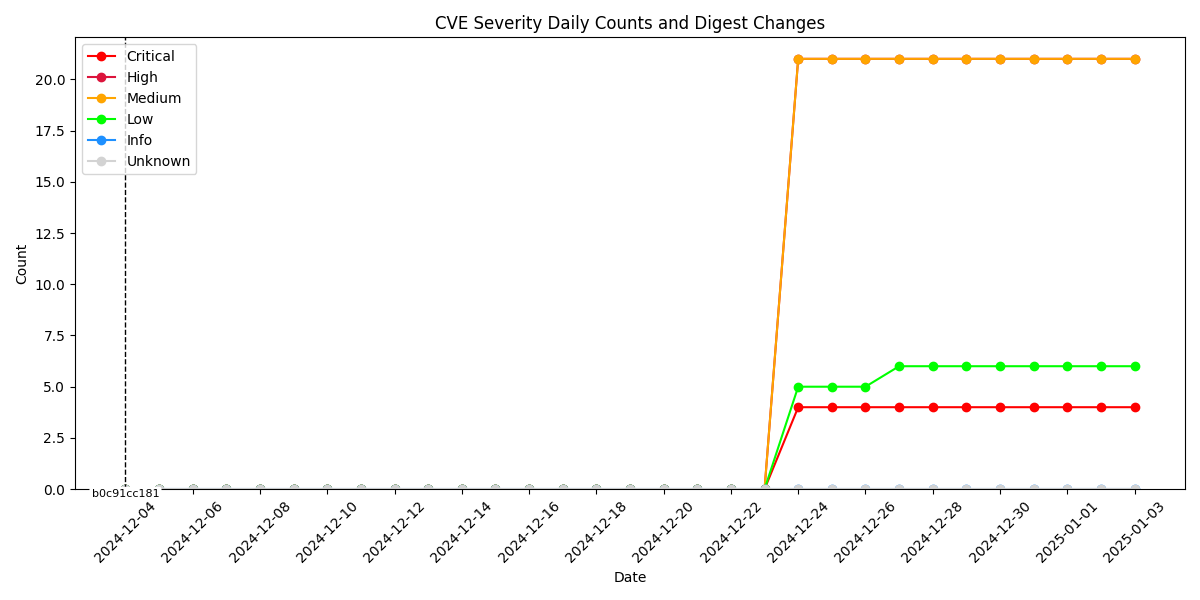 CVE Severity Daily Counts and Digest Changes
Critical
High
Medium
Low
Info
Unknown
Count
20.0
17.5
15.0
12.5
10.0
7.5
5.0
2.5
0.0
b0c91cc181
2024-12-04
2024-12-06
2024-12-08
2024-12-10
2024-12-12
2024-12-14
2024-12-16
2024-12-18
2024-12-20
2024-12-22
2024-12-24
2024-12-26
2024-12-28
2024-12-30
2025-01-01
2025-01-03
Date